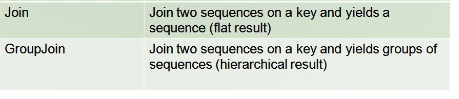 Join
Join two sequences on a key and yields a
sequence (flat result)
GroupJoin
Join two sequences on a key and yields groups of
sequences (hierarchical result)